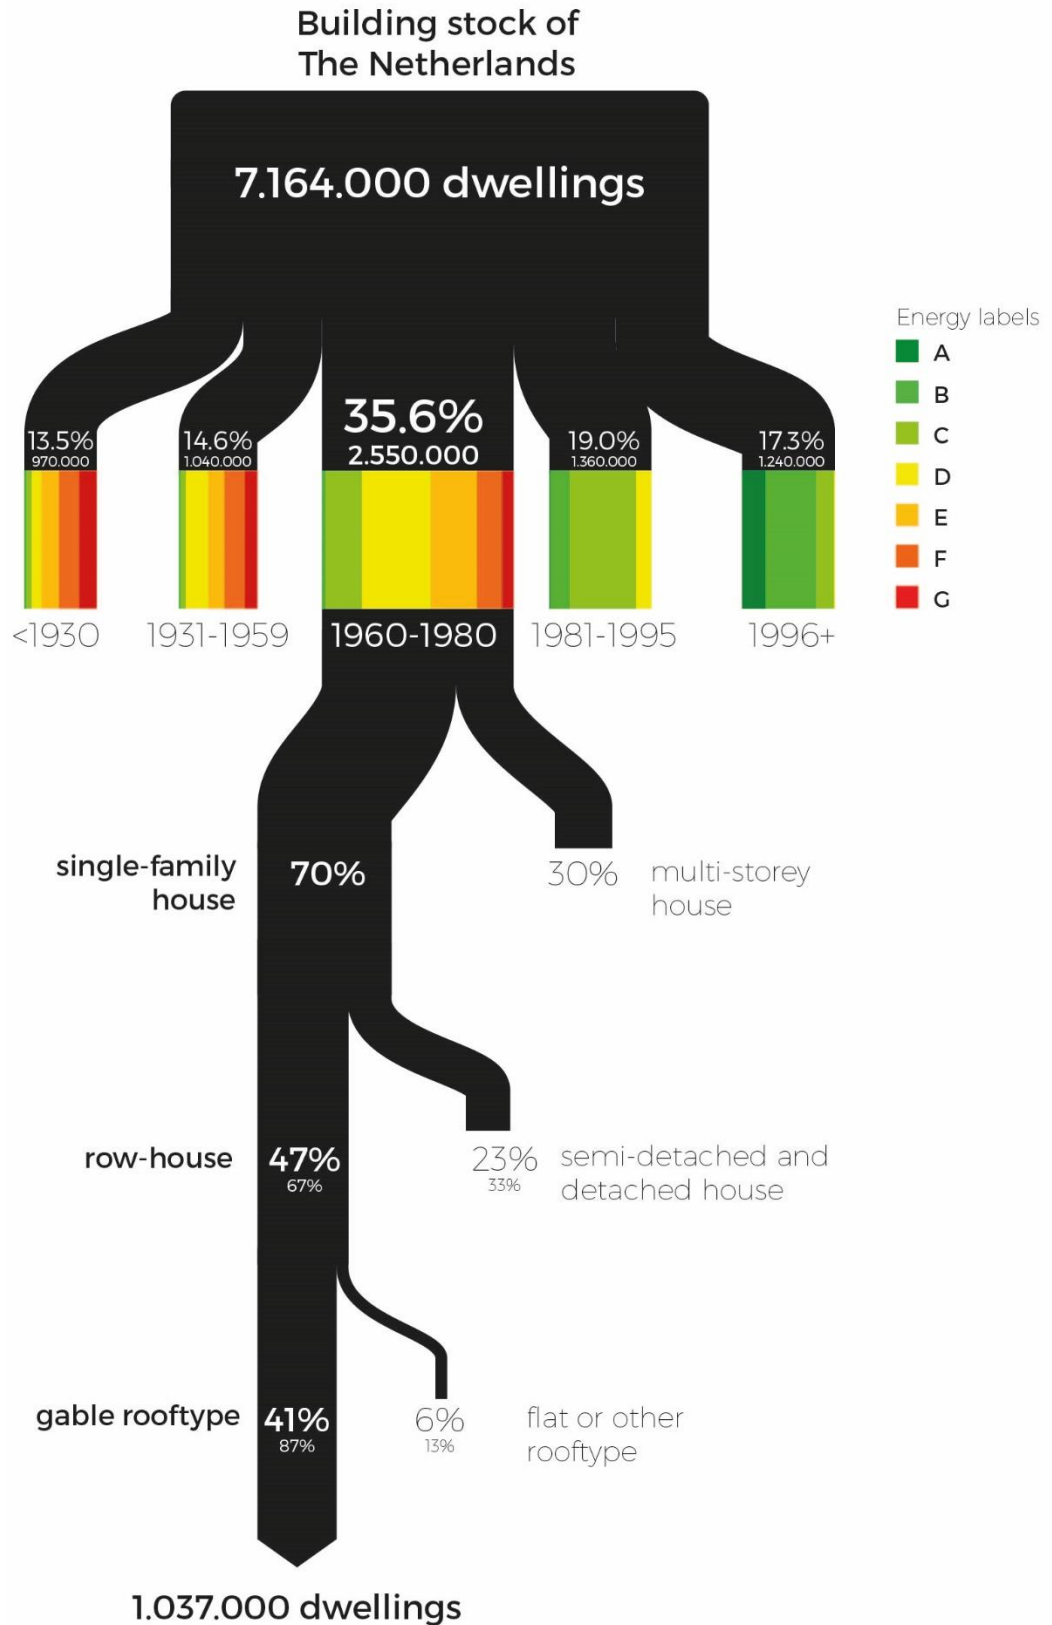 Building stock of
The Netherlands
7.164.000 dwellings
Energy labels
A
B
C
D
E
F
G
13.5%
970.000
14.6%
1.040.000
35.6%
2.550.000
19.0%
1.360.000
17.3%
1.240.000
<1930
1931-1959
1960-1980
1981-1995
1996+
single-family
house
70%
30%
multi-storey
house
row-house
47%
67%
23%
33%
semi-detached and
detached house
gable rooftype
41%
87%
6%
13%
flat or other
rooftype
1.037.000 dwellings